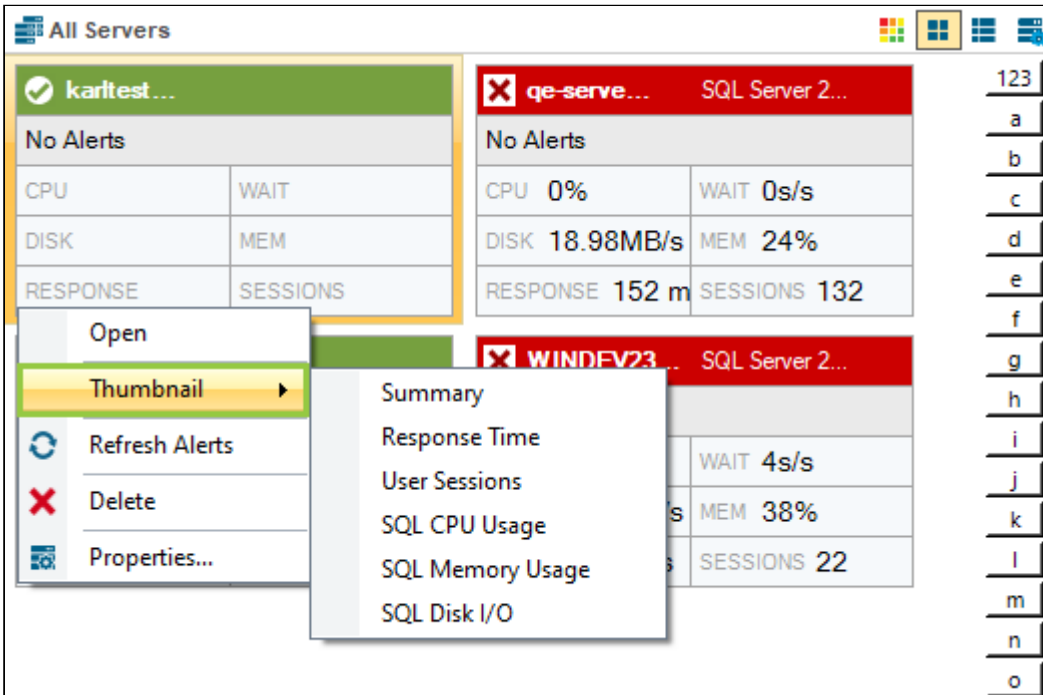 All Servers
karltest...
No Alerts
CPU WAIT
DISK MEM
RESPONSE SESSIONS
qe-serve... SQL Server 2...
No Alerts
CPU 0% WAIT 0s/s
DISK 18.98MB/s MEM 24%
RESPONSE 152 m SESSIONS 132
WINDEV23... SQL Server 2...
WAIT 4s/s
's MEM 38%
SESSIONS 22
Open
Thumbnail
Refresh Alerts
Delete
Properties...
Summary
Response Time
User Sessions
SQL CPU Usage
SQL Memory Usage
SQL Disk I/O
123
a
b
c
d
e
f
g
h
i
j
k
l
m
n
o